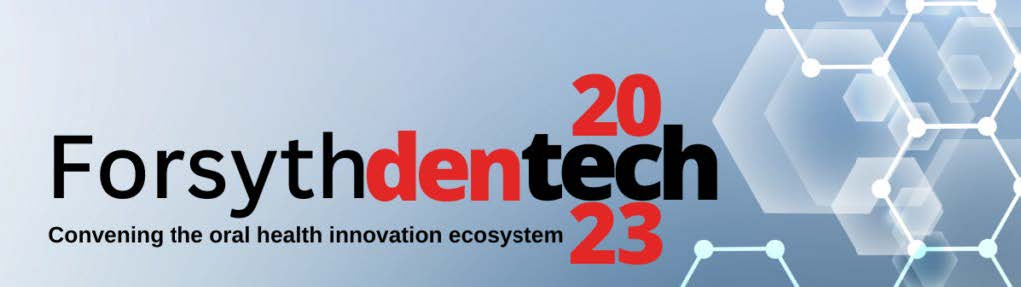 20
Forsythdentech
23
Convening the oral health innovation ecosystem